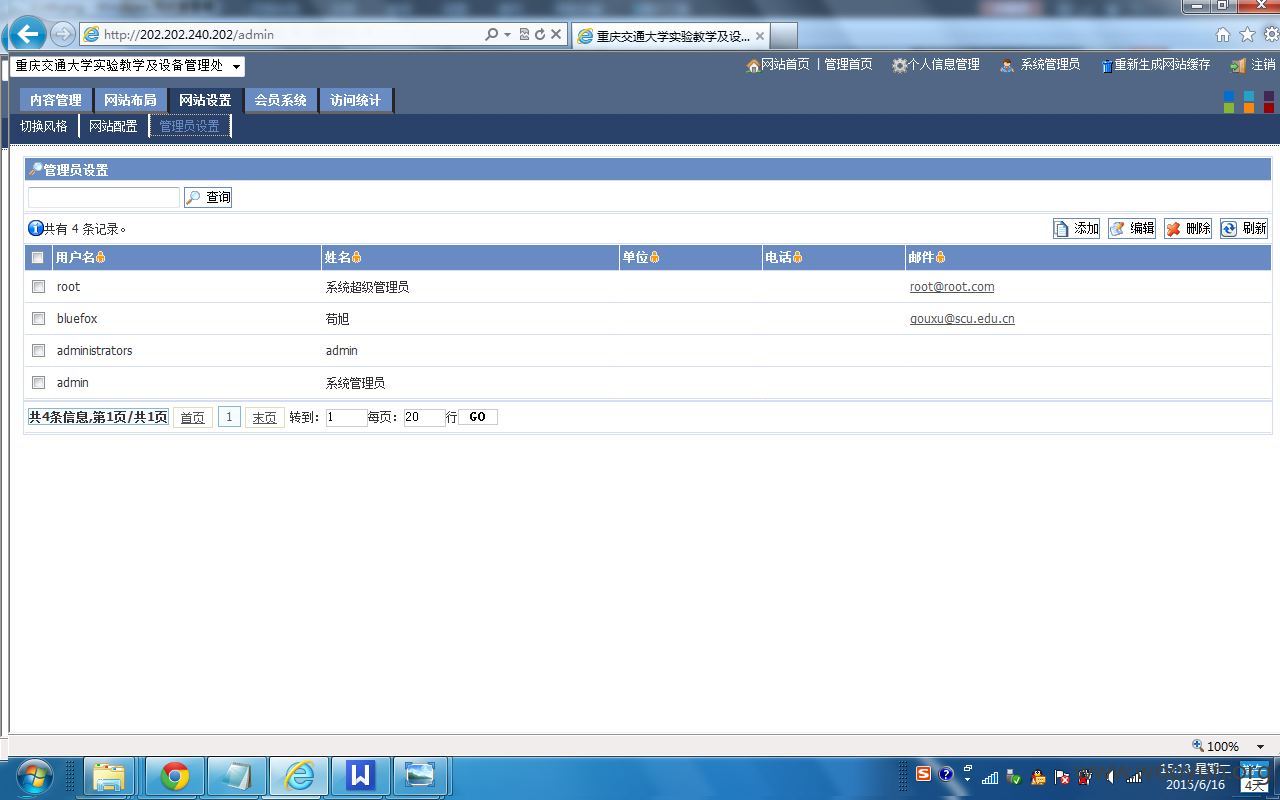 http://202.202.240.202/admin
重庆交通大学实验教学及设...
重庆交通大学实验教学及设备管理处
网站首页 | 管理首页 个人信息管理 系统管理员 重新生成网站缓存 注销
内容管理 网站布局 网站设置 会员系统 访问统计
切换风格 网站配置 管理员设置
管理员设置
查询
共有 4 条记录。
添加 编辑 删除 刷新
用户名 姓名 单位 电话 邮件
root 系统超级管理员 root@root.com
bluefox 苟旭 gouxu@scu.edu.cn
administrators admin
admin 系统管理员
共4条信息,第1页/共1页 首页 1 末页 转到: 1 每页: 20 行 GO
100%
15:13 星期二
2015/6/16
4天